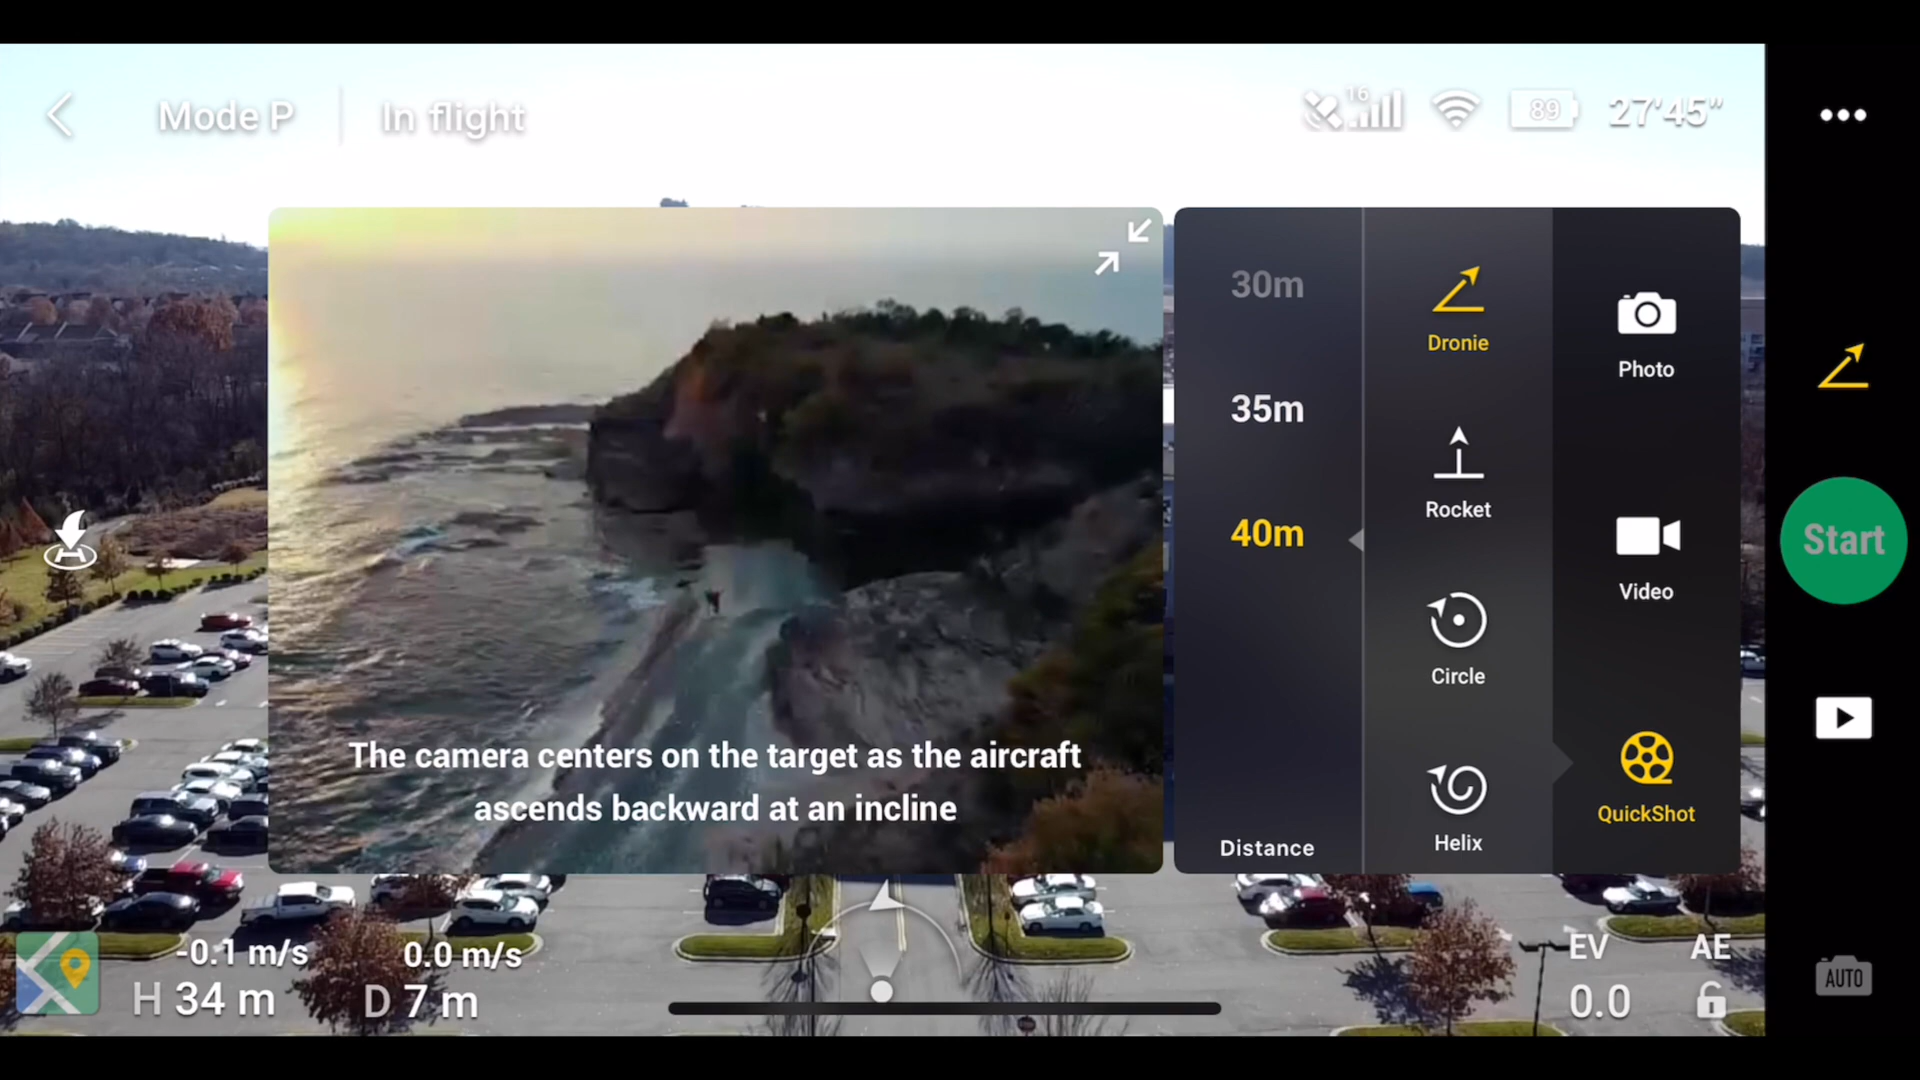 Mode P
In flight
16
89
27'45"
30m
35m
40m
Distance
Dronie
Rocket
Circle
Helix
Photo
Video
QuickShot
Start
The camera centers on the target as the aircraft
ascends backward at an incline
-0.1 m/s
0.0 m/s
H 34 m
D 7 m
EV
AE
0.0
AUTO